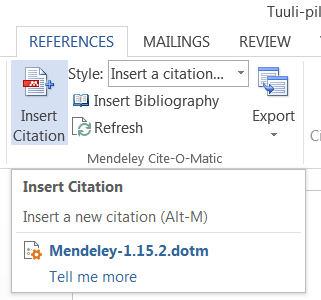 Tuuli-pil
REFERENCES MAILINGS REVIEW
Style: Insert a citation...
Insert Bibliography
Insert Citation
Refresh
Export
Ci
Mendeley Cite-O-Matic
Insert Citation
Insert a new citation (Alt-M)
Mendeley-1.15.2.dotm
Tell me more